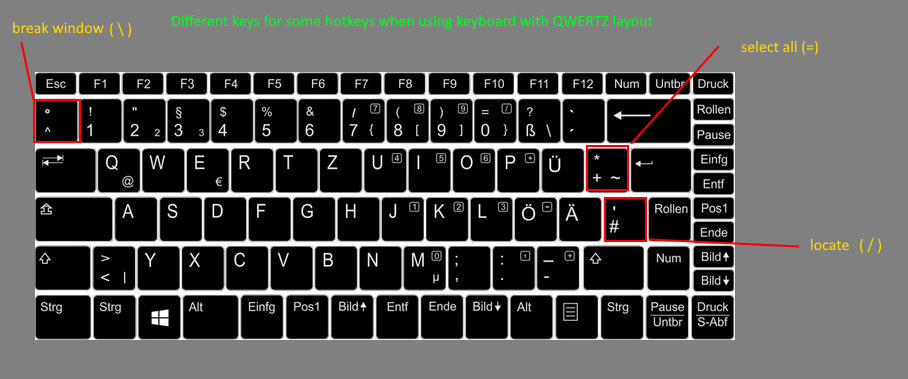 Different keys for some hotkeys when using keyboard with QWERTZ layout
break window ( \ )
select all (=)
Esc F1 F2 F3 F4 F5 F6 F7 F8 F9 F10 F11 F12 Num Untbr Druck
° ! " § $ % & / 7 ( 8 ) 9 = / ? ` Rollen
^ 1 2 2 3 3 4 5 6 7 { 8 [ 9 ] 0 } ß \ ´ Pause
Q @ W E € R T Z U 4 I 5 O 6 P * Ü * + ~ Einfg
Entf
A S D F G H J 1 K 2 L 3 Ö - Ä ' # Rollen Pos1
Ende
locate ( / )
> < | Y X C V B N M 0 µ ; , : , . _ + - Num Bild
Bild
Strg Strg Alt Einfg Pos1 Bild Entf Ende Bild Alt Strg Pause Druck
Untbr S-Abf